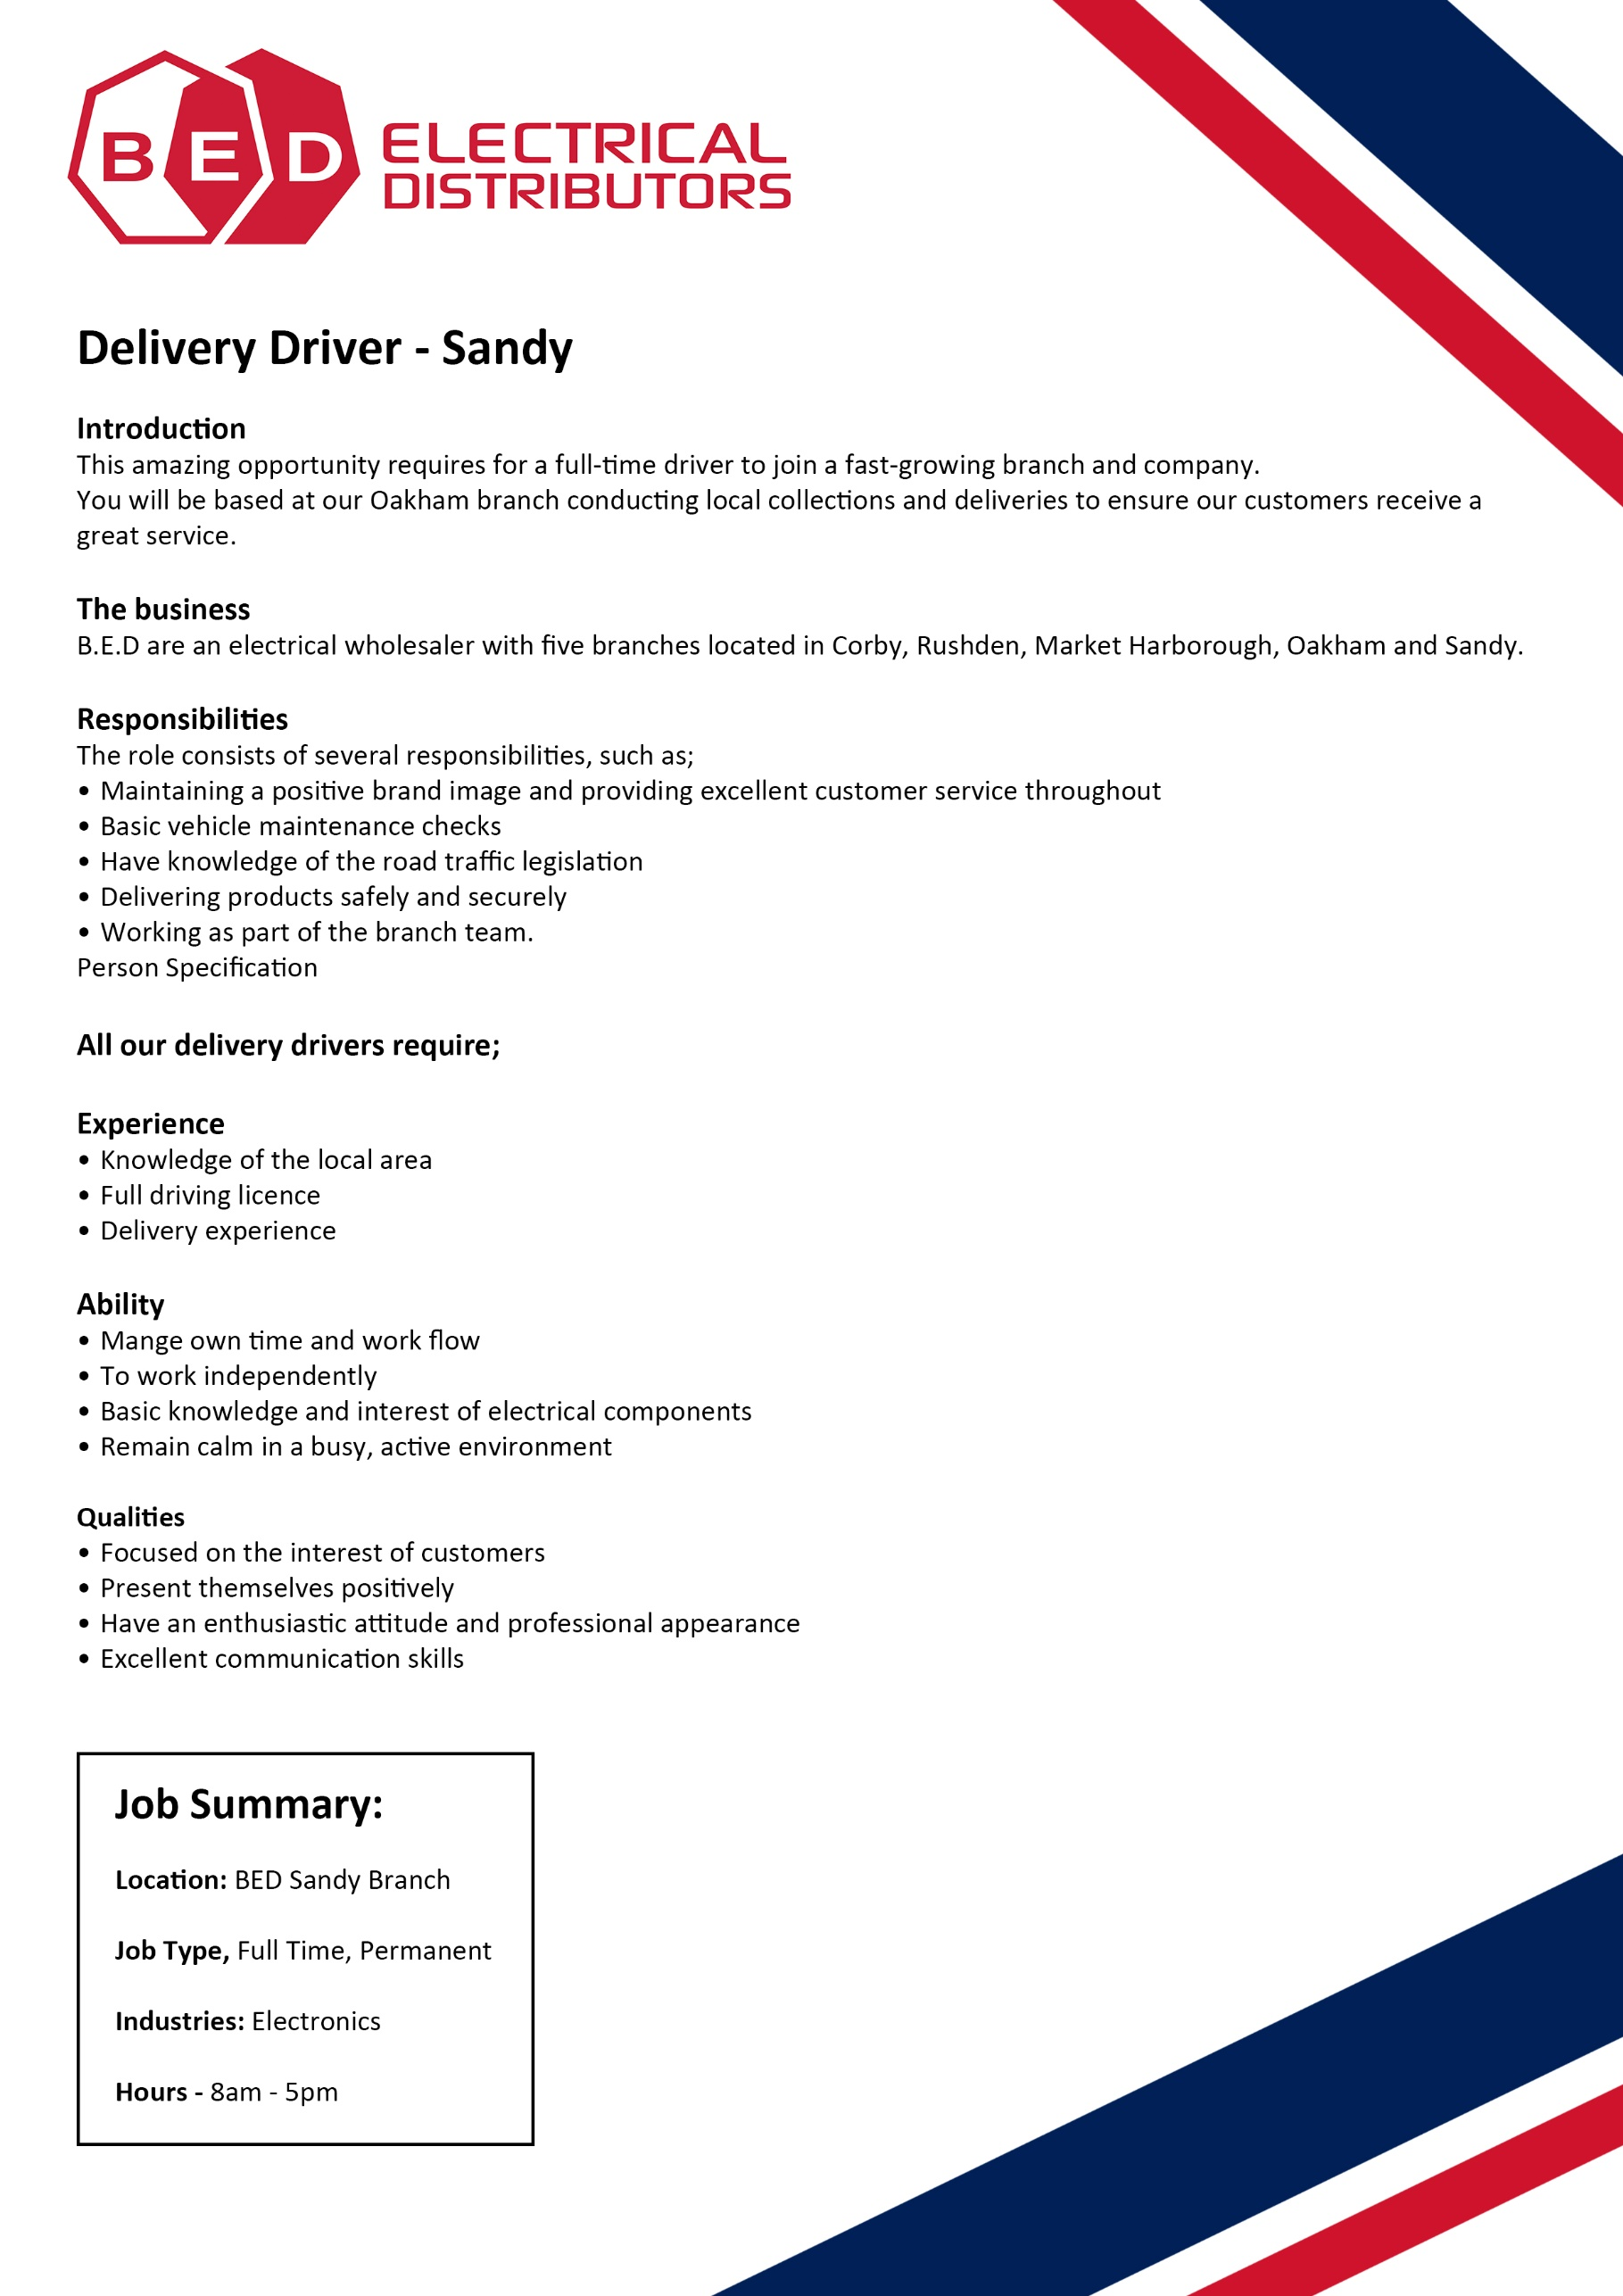 BED ELECTRICAL
DISTRIBUTORS
Delivery Driver - Sandy
Introduction
This amazing opportunity requires for a full-time driver to join a fast-growing branch and company.
You will be based at our Oakham branch conducting local collections and deliveries to ensure our customers receive a
great service.
The business
B.E.D are an electrical wholesaler with five branches located in Corby, Rushden, Market Harborough, Oakham and Sandy.
Responsibilities
The role consists of several responsibilities, such as;
• Maintaining a positive brand image and providing excellent customer service throughout
• Basic vehicle maintenance checks
• Have knowledge of the road traffic legislation
• Delivering products safely and securely
• Working as part of the branch team.
Person Specification
All our delivery drivers require;
Experience
• Knowledge of the local area
• Full driving licence
• Delivery experience
Ability
• Mange own time and work flow
• To work independently
• Basic knowledge and interest of electrical components
• Remain calm in a busy, active environment
Qualities
• Focused on the interest of customers
• Present themselves positively
• Have an enthusiastic attitude and professional appearance
• Excellent communication skills
Job Summary:
Location: BED Sandy Branch
Job Type, Full Time, Permanent
Industries: Electronics
Hours - 8am - 5pm